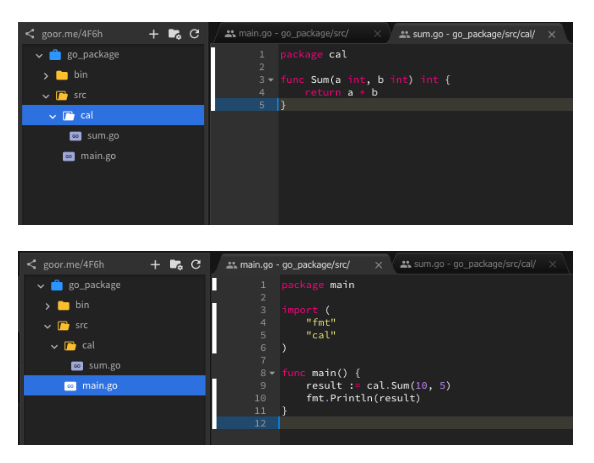 goor.me/4F6h
main.go - go_package/src/
sum.go - go_package/src/cal/
go_package
bin
src
cal
sum.go
main.go
1 package cal
2
3 func Sum(a int, b int) int {
4 return a + b
5 }
goor.me/4F6h
main.go - go_package/src/
sum.go - go_package/src/cal/
go_package
bin
src
cal
sum.go
main.go
1 package main
2
3 import (
4 "fmt"
5 "cal"
6 )
7
8 func main() {
9 result := cal.Sum(10, 5)
10 fmt.Println(result)
11 }
12